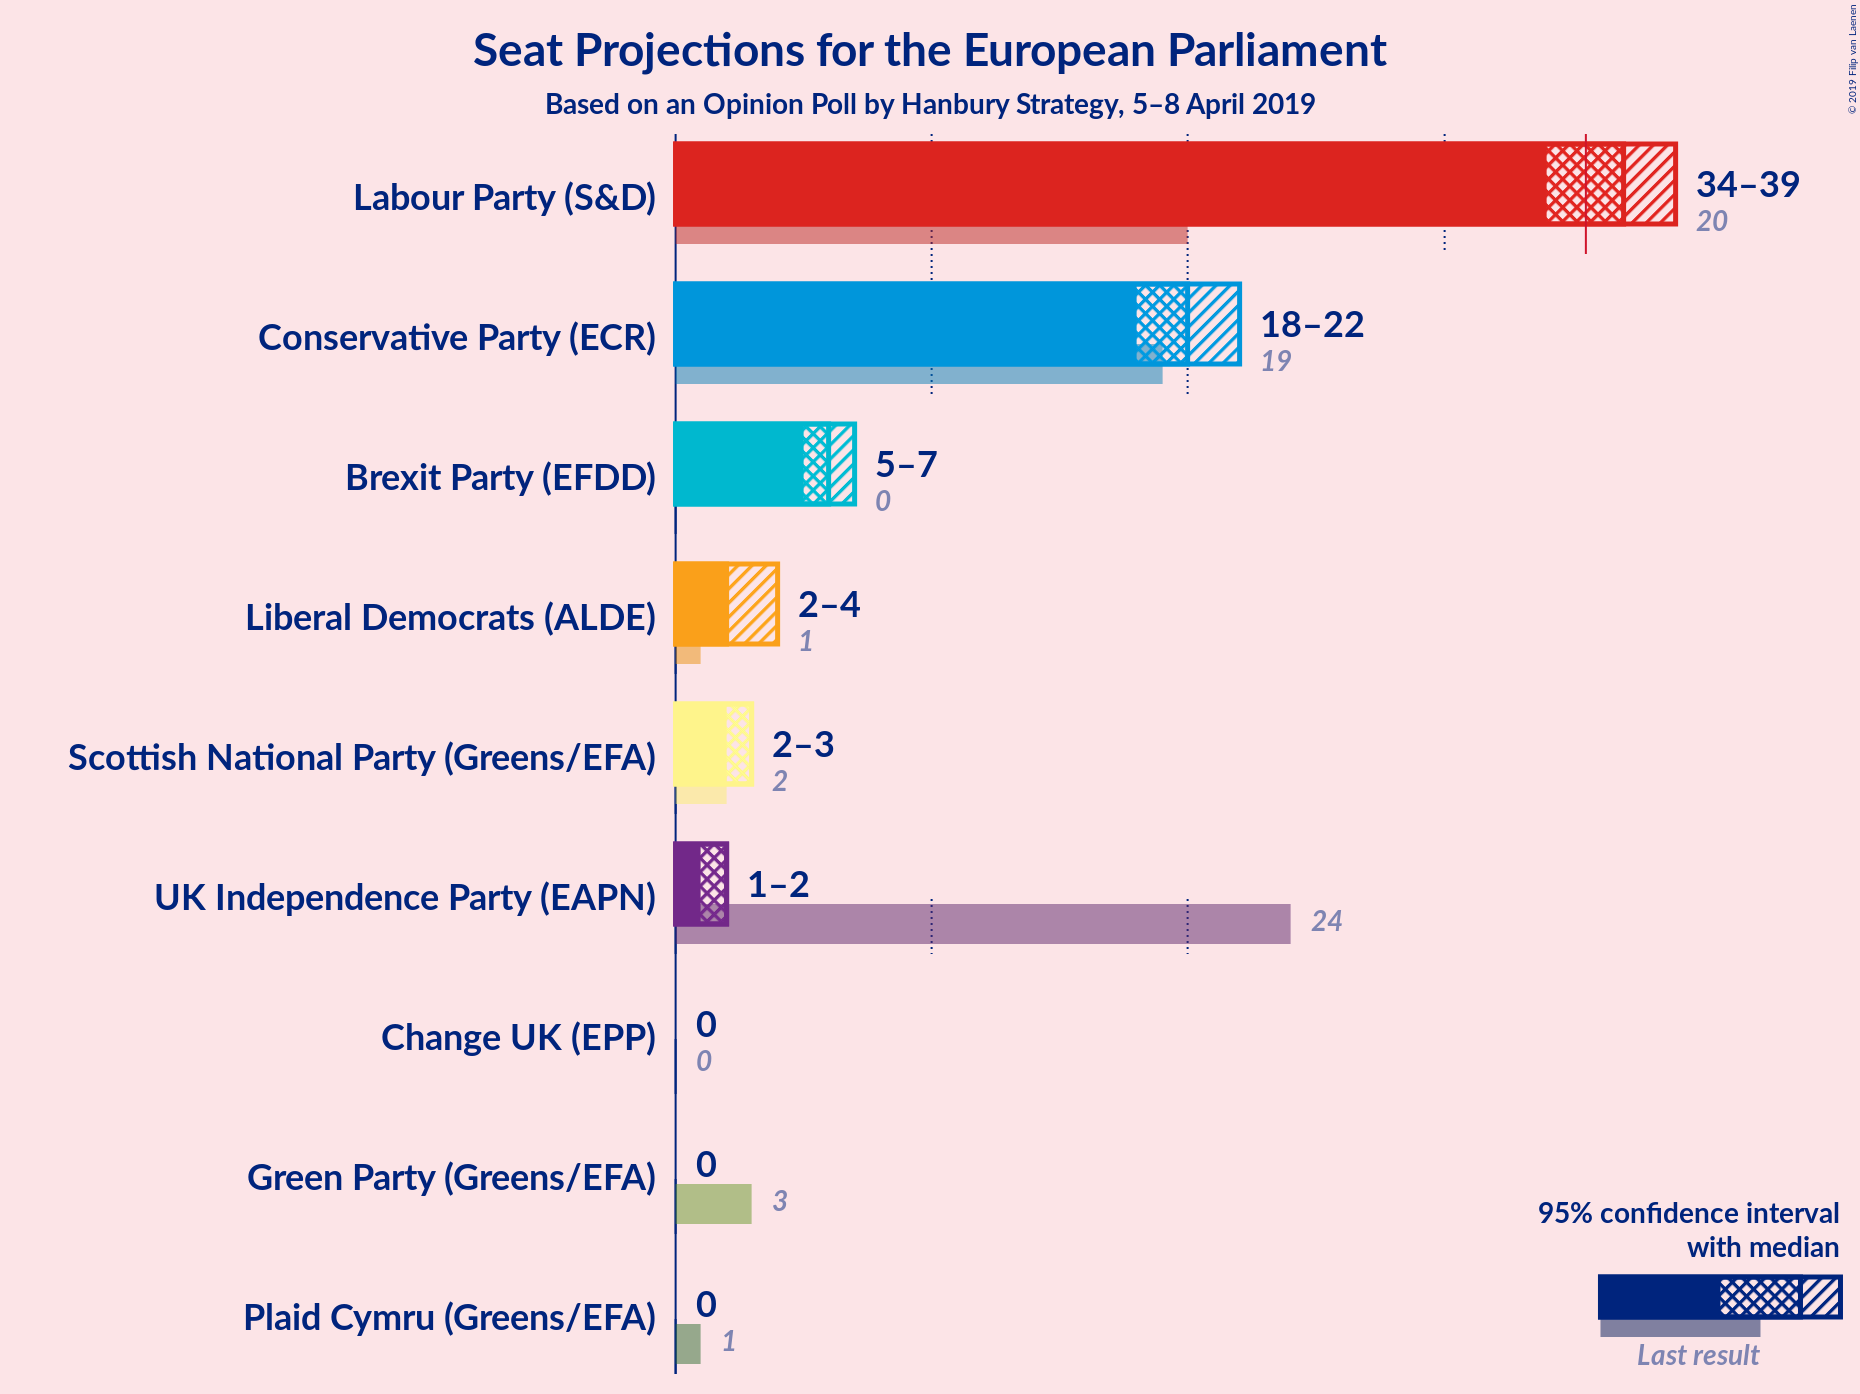 Seat Projections for the European Parliament
Based on an Opinion Poll by Hanbury Strategy, 5–8 April 2019
© 2019 Filip van Laenen
Labour Party (S&D)
34–39
20
Conservative Party (ECR)
18–22
19
Brexit Party (EFDD)
5–7
0
Liberal Democrats (ALDE)
2–4
1
Scottish National Party (Greens/EFA)
2–3
2
UK Independence Party (EAPN)
1–2
24
Change UK (EPP)
0
0
Green Party (Greens/EFA)
0
3
Plaid Cymru (Greens/EFA)
0
1
95% confidence interval
with median
Last result